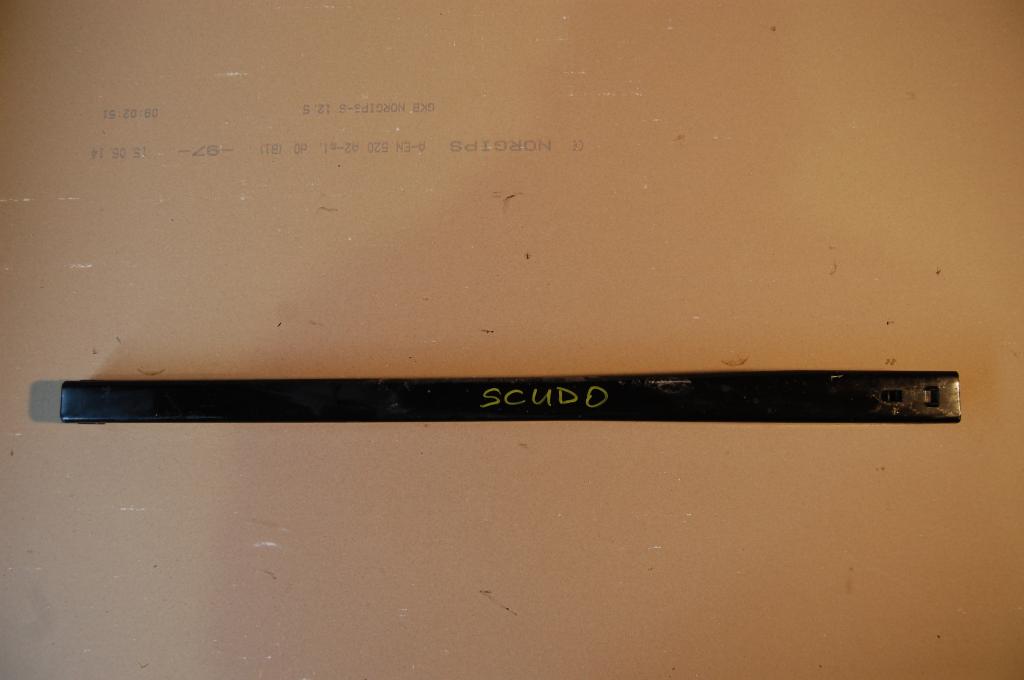 GKB NORGIPS-S 12.5 09:02:51
CE NORGIPS A-EN 520 A2-s1, d0 (B1) -97- 15 05 14
SCUDO